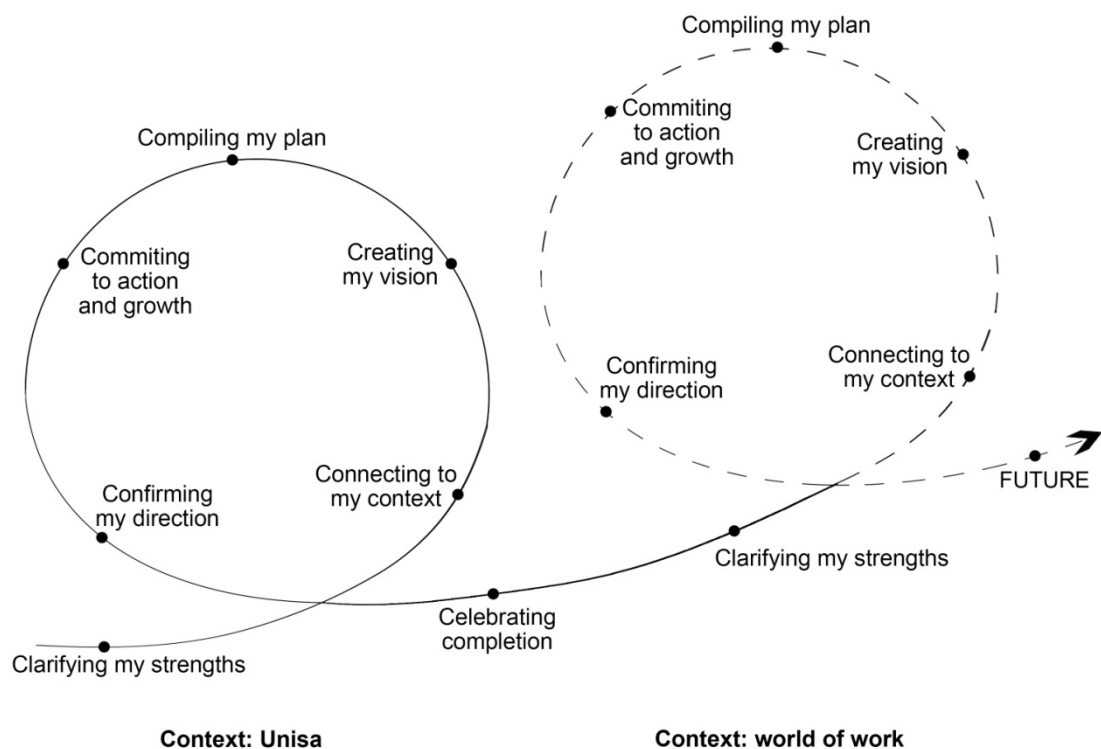 Compiling my plan
Commiting
to action
and growth
Creating
my vision
Confirming
my direction
Connecting to
my context
Clarifying my strengths
Celebrating
completion
Compiling my plan
Commiting
to action
and growth
Creating
my vision
Confirming
my direction
Connecting to
my context
FUTURE
Clarifying my strengths
Context: Unisa
Context: world of work